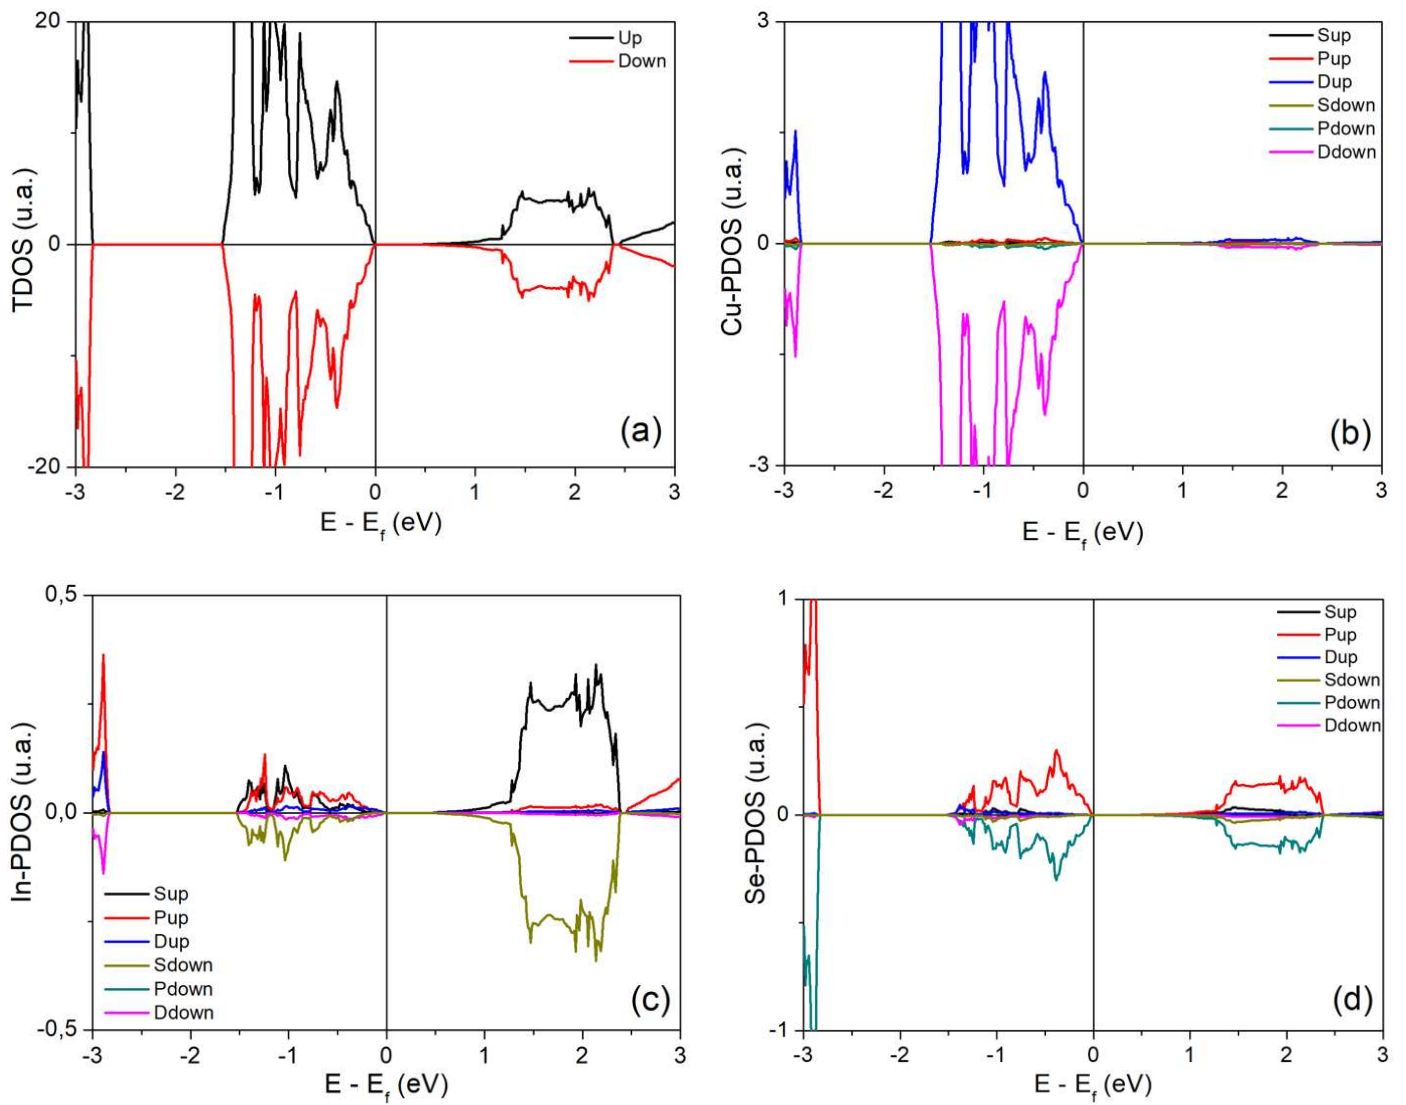 20
10
0
-10
-20
TDOS (u.a.)
Up
Down
(a)
-3 -2 -1 0 1 2 3
E - Ef (eV)
3
0
-3
Cu-PDOS (u.a.)
Sup
Pup
Dup
Sdown
Pdown
Ddown
(b)
-3 -2 -1 0 1 2 3
E - Ef (eV)
0,5
0,0
-0,5
In-PDOS (u.a.)
Sup
Pup
Dup
Sdown
Pdown
Ddown
(c)
-3 -2 -1 0 1 2 3
E - Ef (eV)
1
0
-1
Se-PDOS (u.a.)
Sup
Pup
Dup
Sdown
Pdown
Ddown
(d)
-3 -2 -1 0 1 2 3
E - Ef (eV)